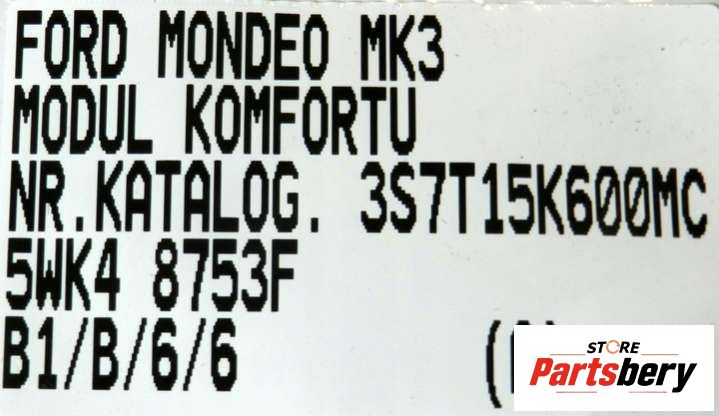 FORD MONDEO MK3
MODUL KOMFORTU
NR.KATALOG. 3S7T15K600MC
5WK4 8753F
B1/B/6/6
STORE
Partsbery